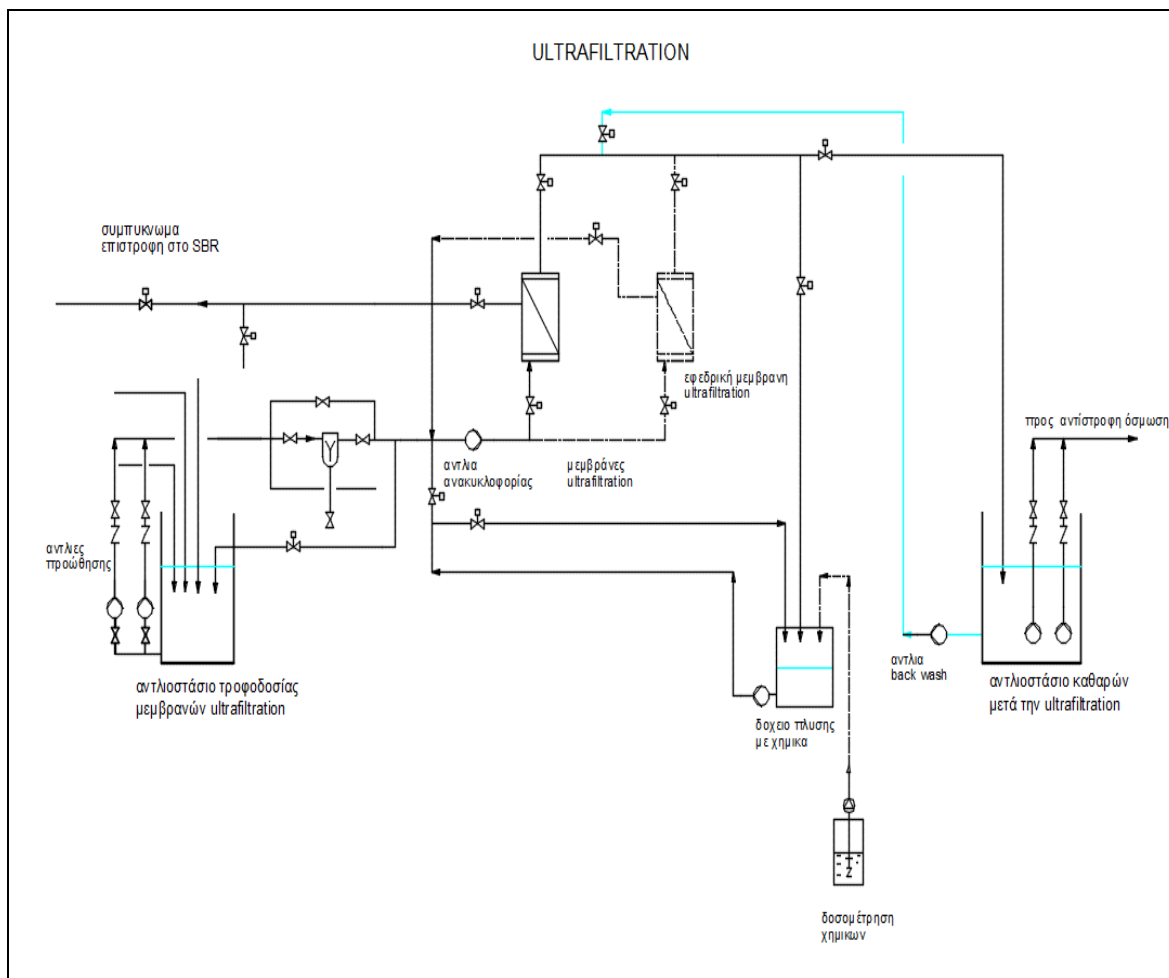 ULTRAFILTRATION
συμπυκνωμα
επιστροφη στο SBR
εφεδρική μεμβρανη
ultrafiltration
προς αντίστροφη όσμωση
αντλια
ανακυκλοφορίας
μεμβράνες
ultrafiltration
αντλιες
προώθησης
αντλιοστάσιο τροφοδοσίας
μεμβρανών ultrafiltration
αντλια
back wash
αντλιοστάσιο καθαρών
μετά την ultrafiltration
δοχειο πλυσης
με χημικα
δοσομέτρηση
χημικων